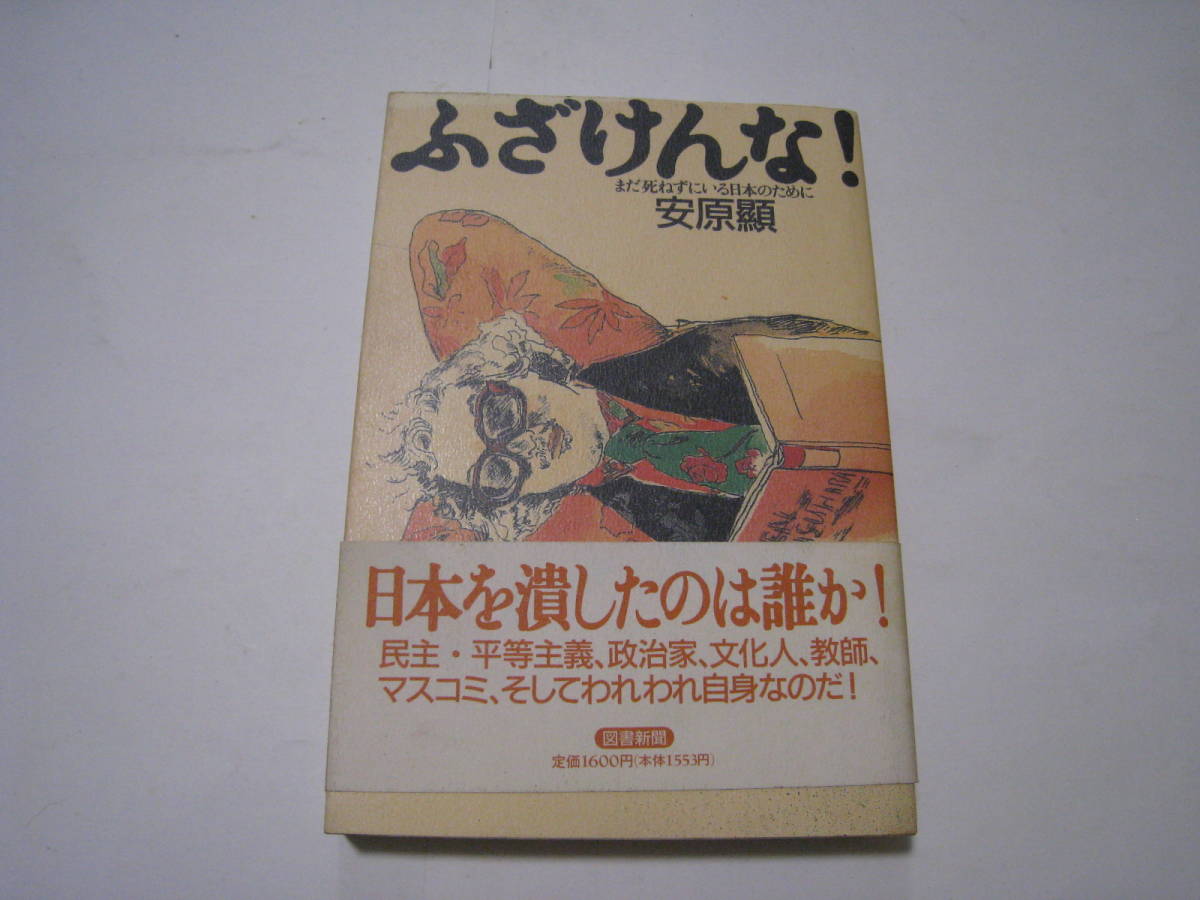 ふざけんな!
まだ死ねずにいる日本のために
安原顯
日本を潰したのは誰か!
民主・平等主義、政治家、文化人、教師、
マスコミ、そしてわれわれ自身なのだ!
図書新聞
定価1600円(本体1553円)